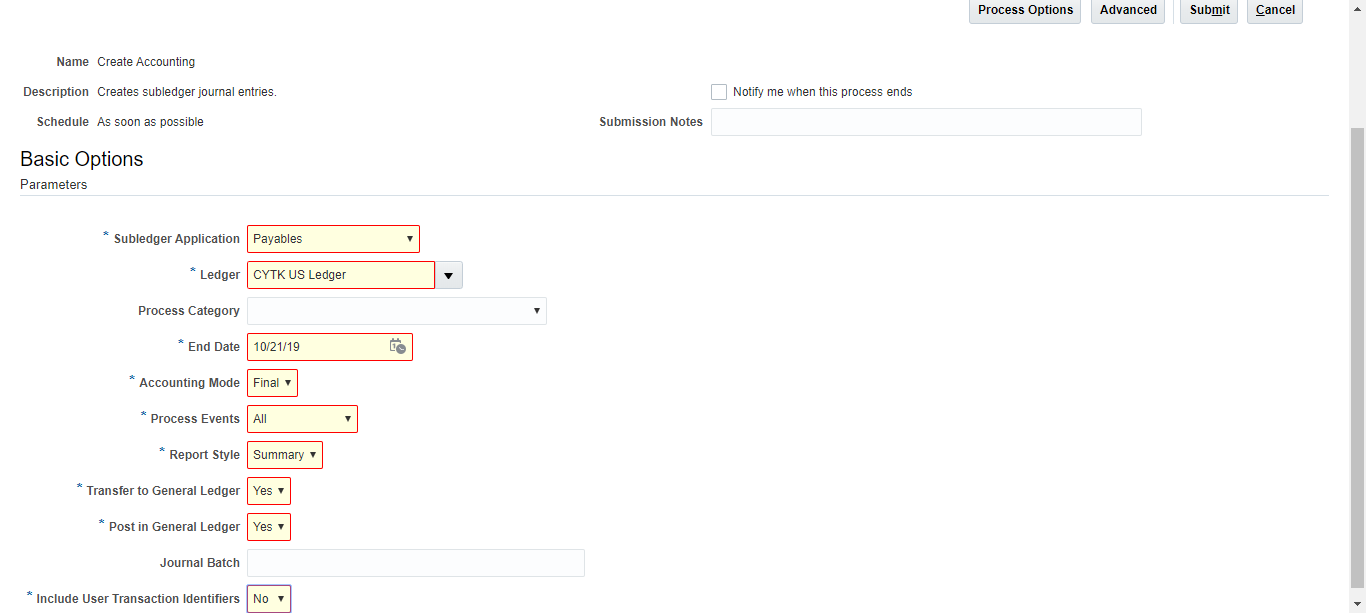 Process Options Advanced Submit Cancel
Name Create Accounting
Description Creates subledger journal entries. Notify me when this process ends
Schedule As soon as possible Submission Notes
Basic Options
Parameters
* Subledger Application Payables
* Ledger CYTK US Ledger
Process Category
* End Date 10/21/19
* Accounting Mode Final
* Process Events All
* Report Style Summary
* Transfer to General Ledger Yes
* Post in General Ledger Yes
Journal Batch
* Include User Transaction Identifiers No